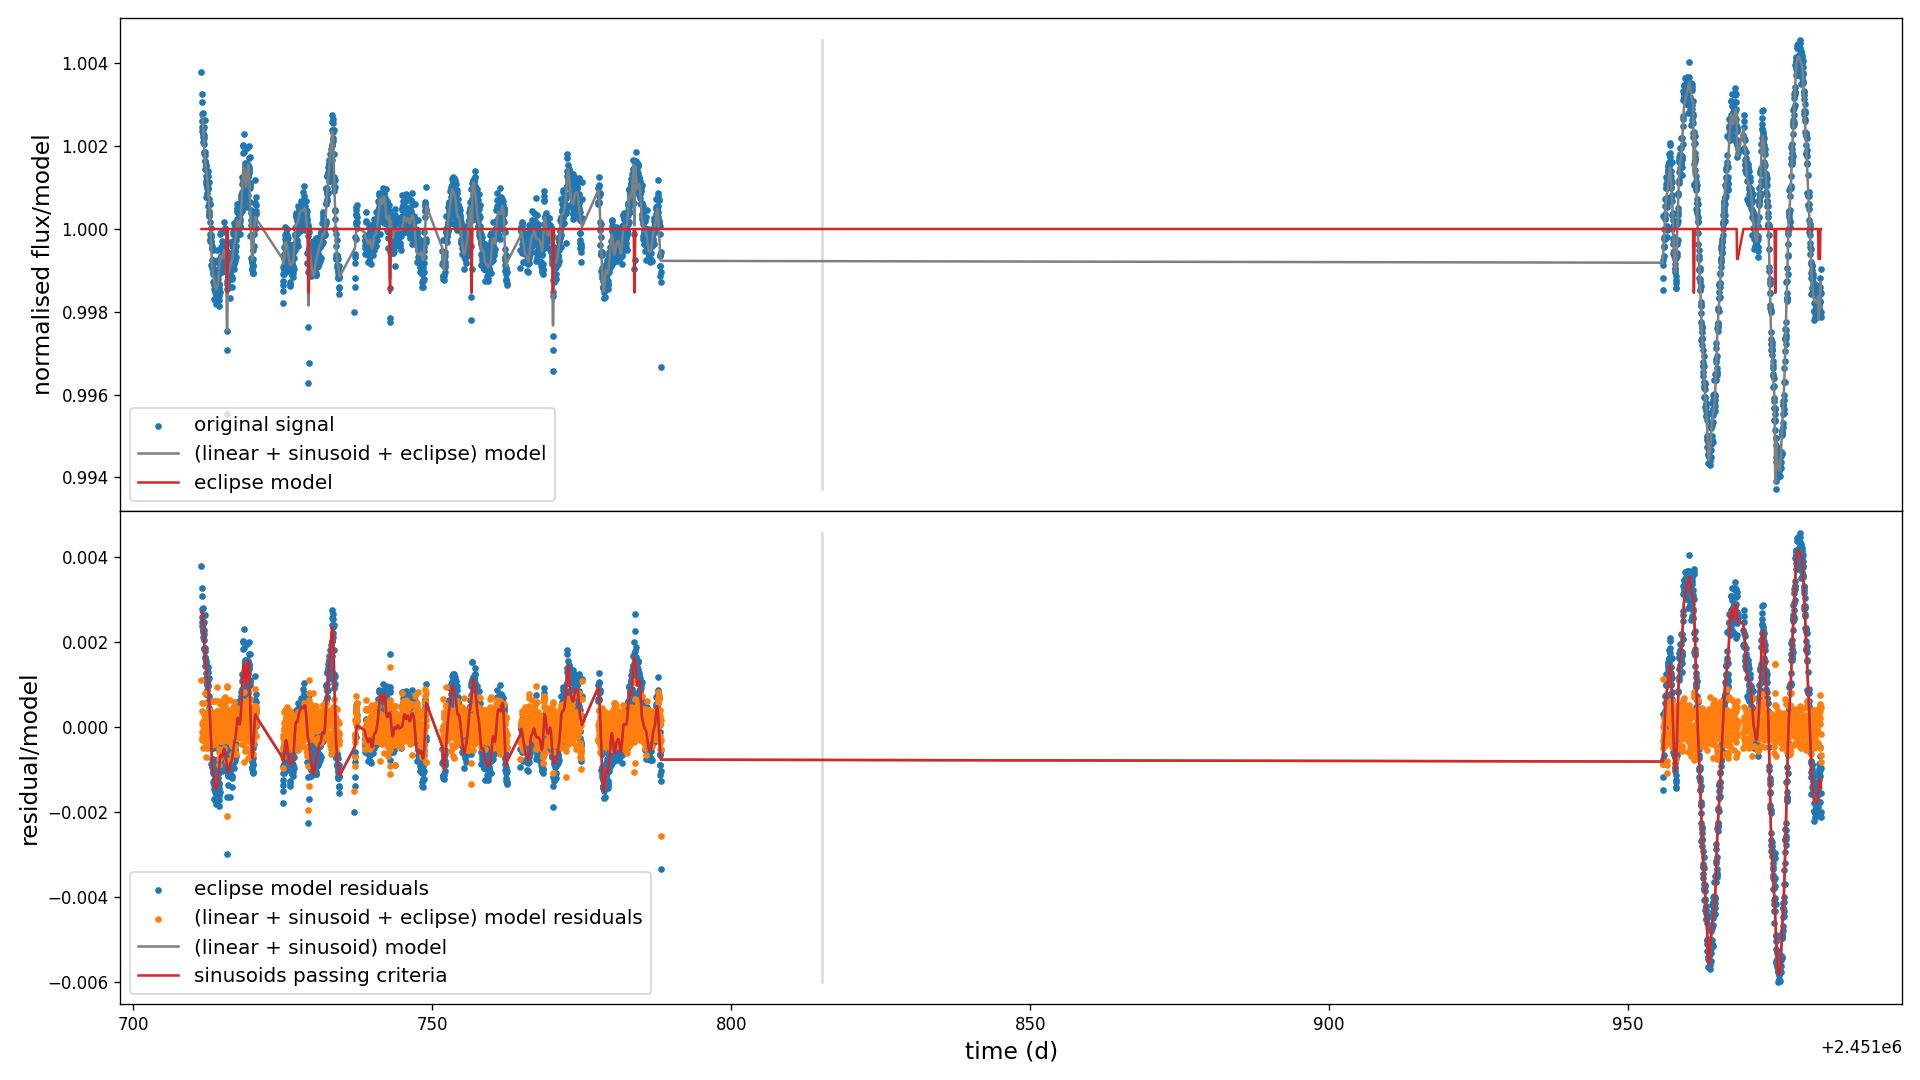 1.004
1.002
1.000
0.998
0.996
0.994
normalised flux/model
original signal
(linear + sinusoid + eclipse) model
eclipse model
0.004
0.002
0.000
−0.002
−0.004
−0.006
residual/model
eclipse model residuals
(linear + sinusoid + eclipse) model residuals
(linear + sinusoid) model
sinusoids passing criteria
700
750
800
850
900
950
+2.451e6
time (d)